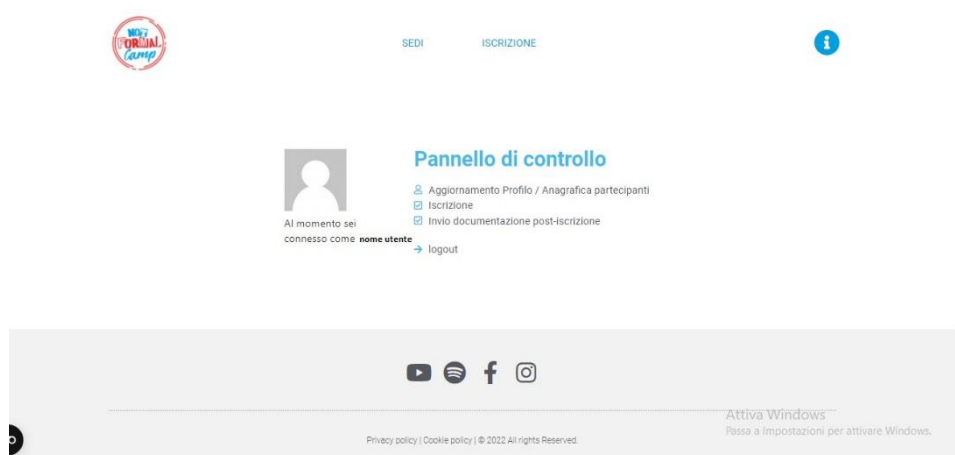 NON
FORMAL
Camp
SEDI ISCRIZIONE
Pannello di controllo
Aggiornamento Profilo / Anagrafica partecipanti
Iscrizione
Invio documentazione post-iscrizione
logout
Al momento sei
connesso come nome utente
Attiva Windows
Passa a Impostazioni per attivare Windows.
Privacy policy | Cookie policy | © 2022 All rights Reserved.